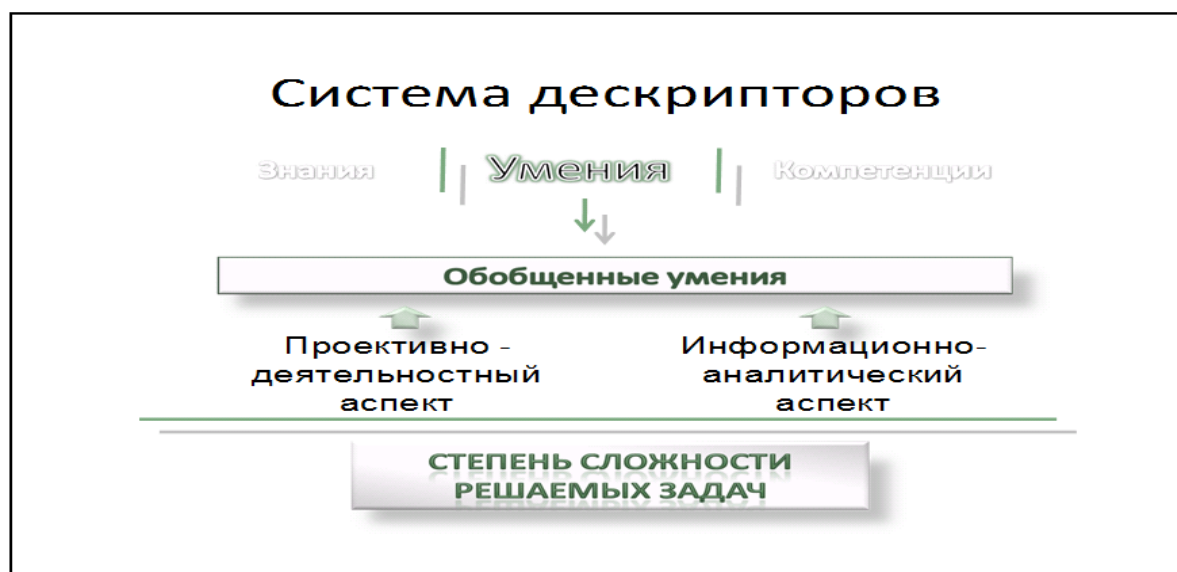 Система дескрипторов
Знания Умения Компетенции
Обобщенные умения
Проективно - Информационно-
деятельностный аналитический
аспект аспект
СТЕПЕНЬ СЛОЖНОСТИ
РЕШАЕМЫХ ЗАДАЧ